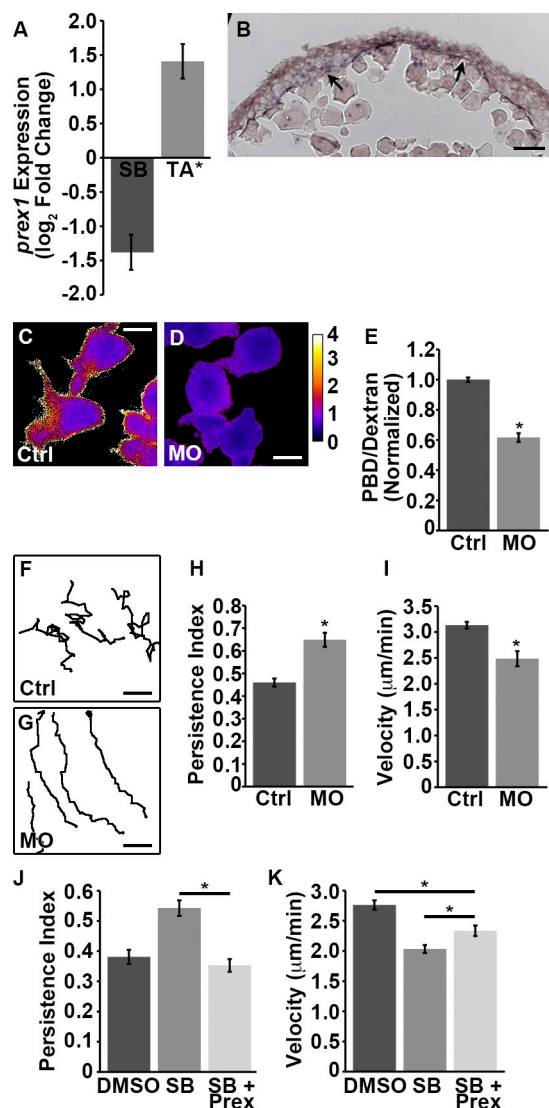 A
prex1 Expression
(log2 Fold Change)
2.0
1.5
1.0
0.5
0
-0.5
-1.0
-1.5
-2.0
SB
TA*
B
C
Ctrl
D
MO
4
3
2
1
0
E
PBD/Dextran
(Normalized)
1.2
1.0
0.8
0.6
0.4
0.2
0
*
Ctrl
MO
F
Ctrl
G
MO
H
Persistence Index
0.8
0.7
0.6
0.5
0.4
0.3
0.2
0.1
0
*
Ctrl
MO
I
Velocity (μm/min)
3.5
3.0
2.5
2.0
1.5
1.0
0.5
0
*
Ctrl
MO
J
Persistence Index
0.6
0.5
0.4
0.3
0.2
0.1
0
*
DMSO
SB
SB +
Prex
K
Velocity (μm/min)
3.0
2.5
2.0
1.5
1.0
0.5
0
*
*
DMSO
SB
SB +
Prex